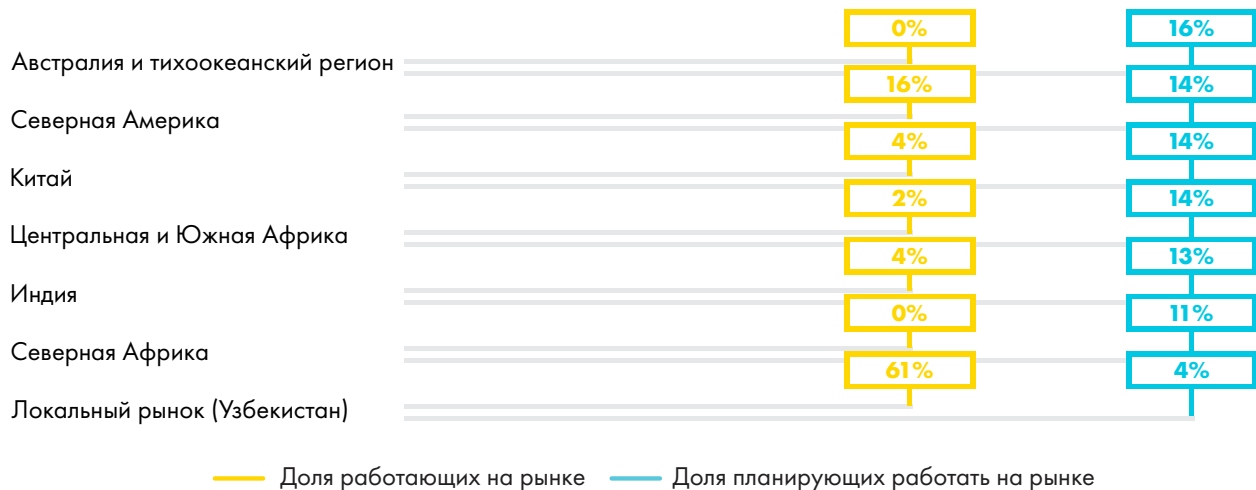 0% 16%
Австралия и тихоокеанский регион
16% 14%
Северная Америка
4% 14%
Китай
2% 14%
Центральная и Южная Африка
4% 13%
Индия
0% 11%
Северная Африка
61% 4%
Локальный рынок (Узбекистан)
Доля работающих на рынке Доля планирующих работать на рынке